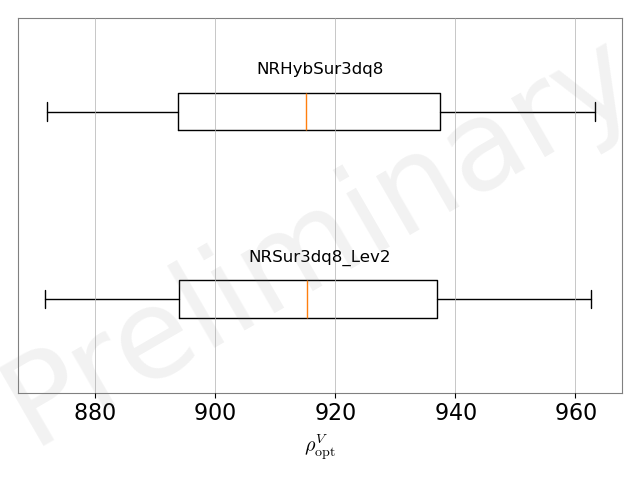 NRHybSur3dq8
NRSur3dq8_Lev2
Preliminary
880 900 920 940 960
ρ^V_opt